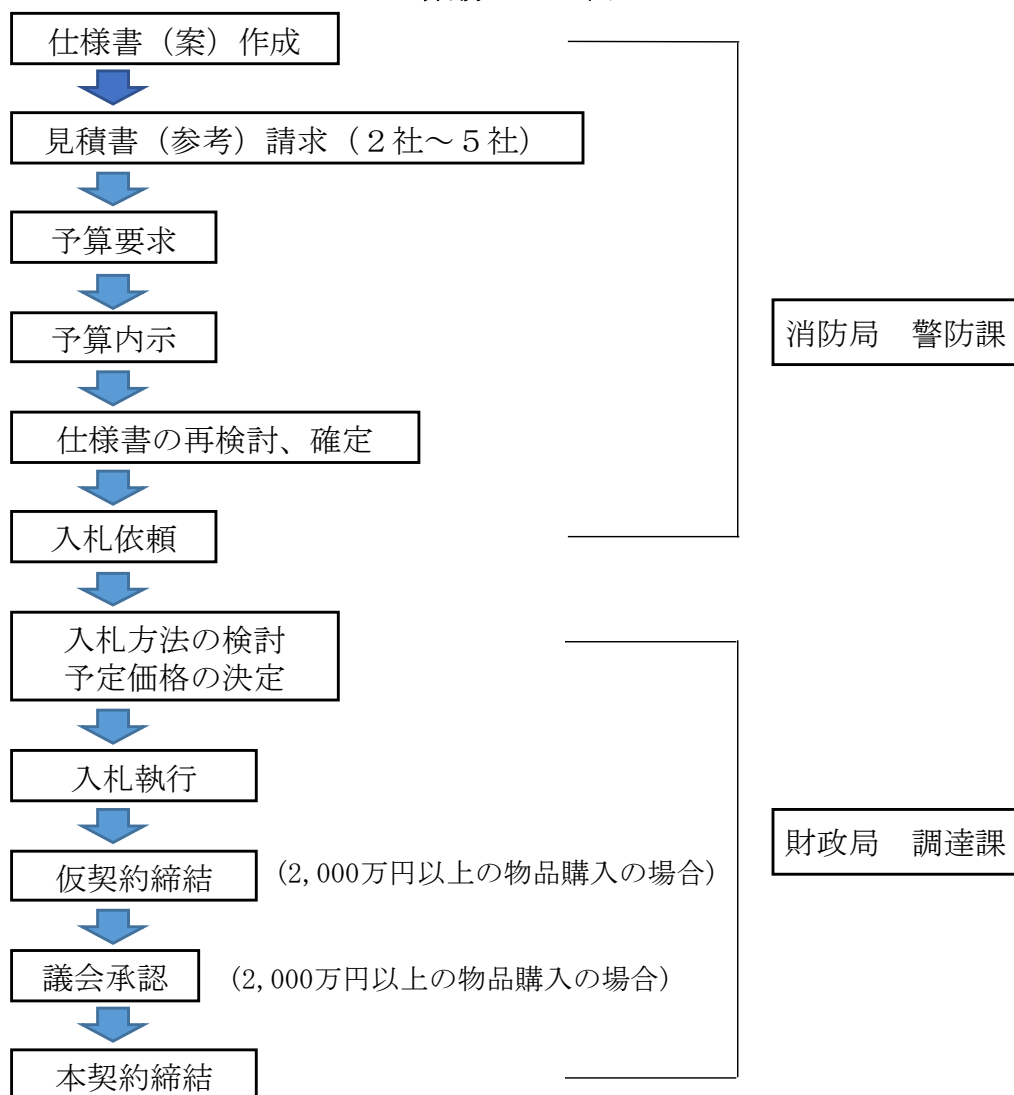 仕様書（案）作成
見積書（参考）請求（２社～５社）
予算要求
予算内示
消防局　警防課
仕様書の再検討、確定
入札依頼
入札方法の検討
予定価格の決定
入札執行
財政局　調達課
仮契約締結 (2,000万円以上の物品購入の場合)
議会承認 (2,000万円以上の物品購入の場合)
本契約締結